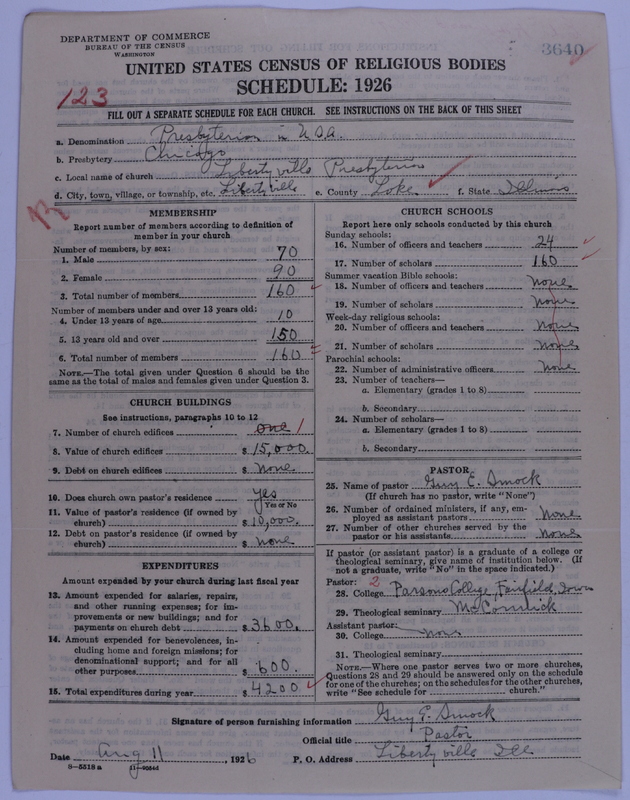 DEPARTMENT OF COMMERCE
BUREAU OF THE CENSUS
WASHINGTON
3640
UNITED STATES CENSUS OF RELIGIOUS BODIES
SCHEDULE: 1926
123
FILL OUT A SEPARATE SCHEDULE FOR EACH CHURCH. SEE INSTRUCTIONS ON THE BACK OF THIS SHEET
a. Denomination Presbyterian in U.S.A.
b. Presbytery Chicago
c. Local name of church Libertyville Presbyterian
d. City, town, village, or township, etc. Libertyville e. County Lake f. State Illinois
MEMBERSHIP
Report number of members according to definition of member in your church
Number of members, by sex:
1. Male 70
2. Female 90
3. Total number of members 160
Number of members under and over 13 years old:
4. Under 13 years of age 10
5. 13 years old and over 150
6. Total number of members 160
NOTE.—The total given under Question 6 should be the
same as the total of males and females given under Question 3.
CHURCH BUILDINGS
See instructions, paragraphs 10 to 12
7. Number of church edifices one 1
8. Value of church edifices $ 15,000.
9. Debt on church edifices $ none
10. Does church own pastor's residence yes
Yes or No
11. Value of pastor's residence (if owned by
church) $ 10,000.
12. Debt on pastor's residence (if owned by
church) $ none
EXPENDITURES
Amount expended by your church during last fiscal year
13. Amount expended for salaries, repairs,
and other running expenses; for im-
provements or new buildings; and for
payments on church debt $ 3600.
14. Amount expended for benevolences, in-
cluding home and foreign missions; for
denominational support; and for all
other purposes $ 600.
15. Total expenditures during year $ 4200
CHURCH SCHOOLS
Report here only schools conducted by this church
Sunday schools:
16. Number of officers and teachers 24
17. Number of scholars 160
Summer vacation Bible schools:
18. Number of officers and teachers none
19. Number of scholars none
Week-day religious schools:
20. Number of officers and teachers none
21. Number of scholars none
Parochial schools:
22. Number of administrative officers none
23. Number of teachers—
a. Elementary (grades 1 to 8)
b. Secondary
24. Number of scholars—
a. Elementary (grades 1 to 8)
b. Secondary
PASTOR
25. Name of pastor Guy E. Smock
(If church has no pastor, write "None")
26. Number of ordained ministers, if any, em-
ployed as assistant pastors None
27. Number of other churches served by the
pastor or his assistants None
If pastor (or assistant pastor) is a graduate of a college or
theological seminary, give name of institution below. (If
not a graduate, write "No" in the space indicated.)
Pastor: 2
28. College Parsons College, Fairfield, Iowa
29. Theological seminary McCormick
Assistant pastor:
30. College none
31. Theological seminary
NOTE.—Where one pastor serves two or more churches,
Questions 28 and 29 should be answered only on the schedule
for one of the churches; on the schedules for the other churches,
write "See schedule for church."
Signature of person furnishing information Guy E. Smock
Official title Pastor
Date Aug 11, 1926 P. O. Address Libertyville Ill
8-5518 a 11-9054d